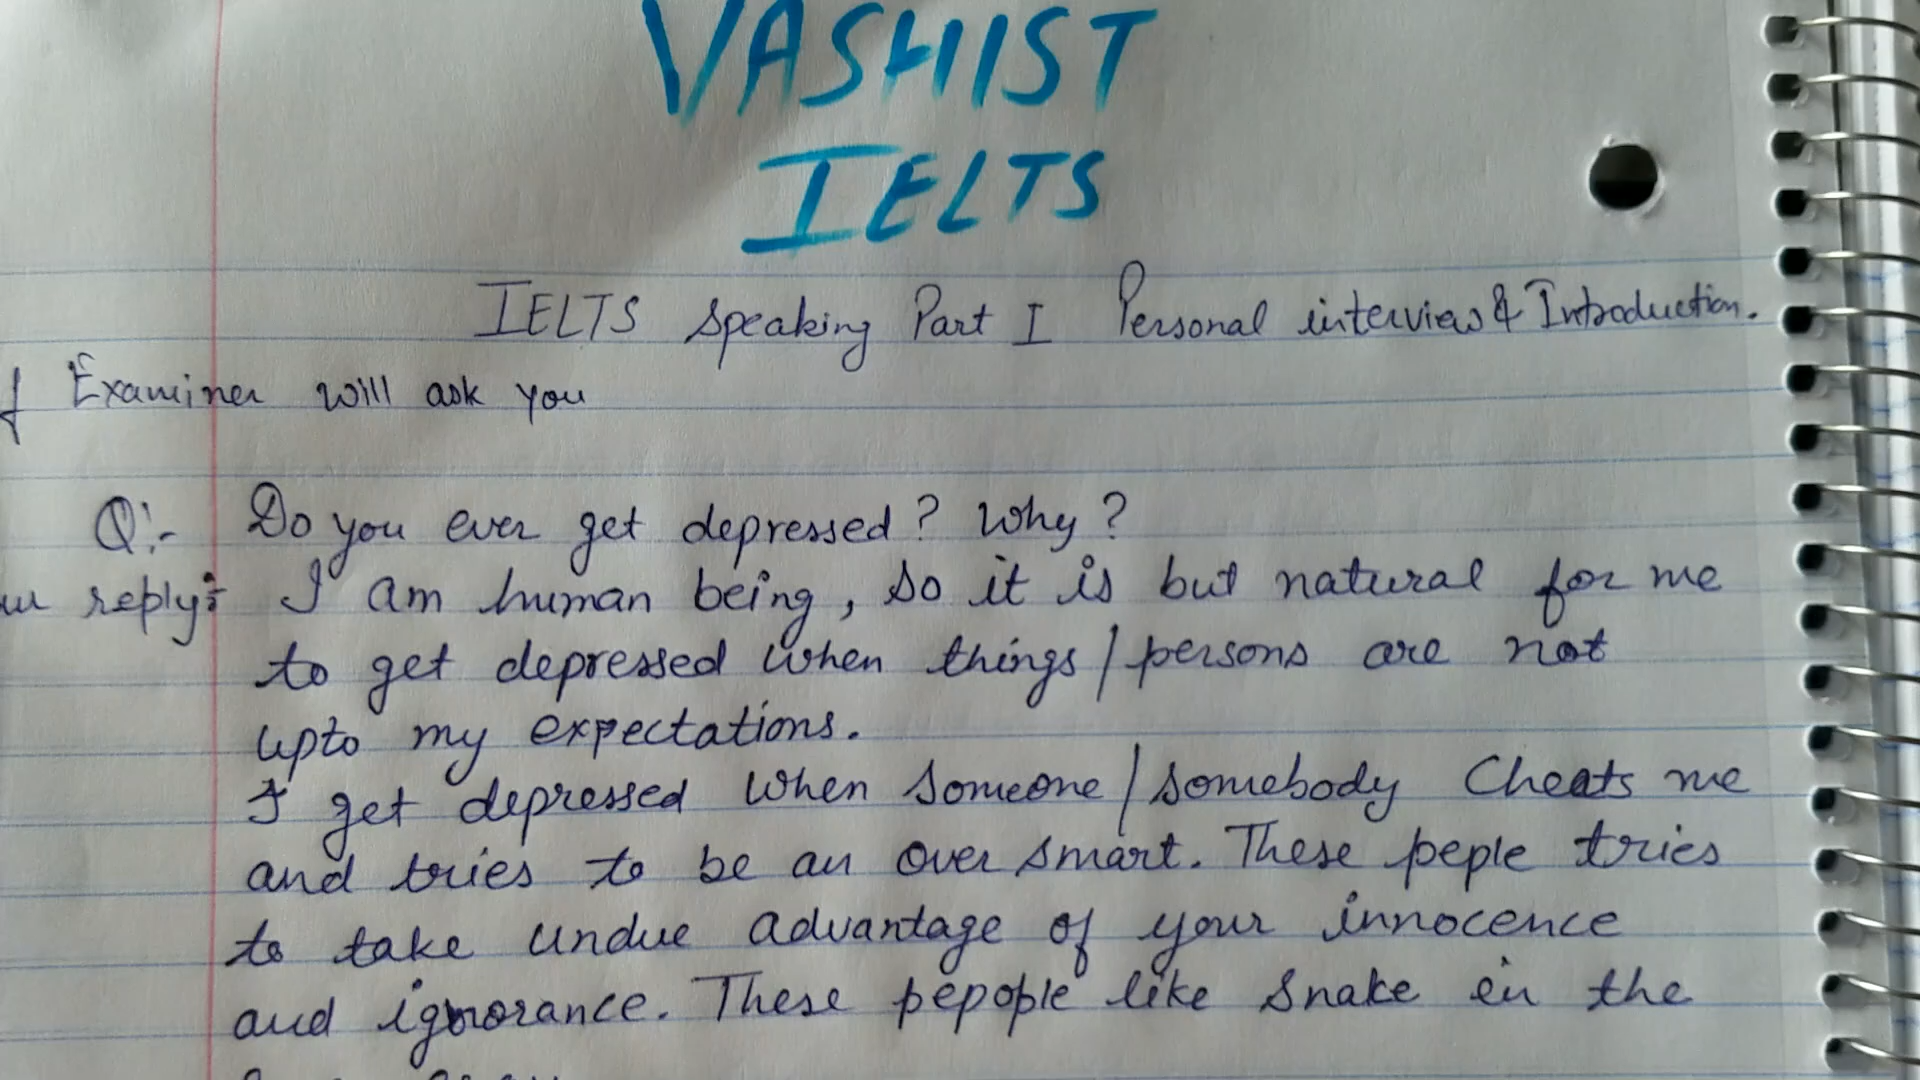 VASHIST
IELTS
IELTS Speaking Part I Personal interview & Introduction.
If Examiner will ask you
Q:- Do you ever get depressed? Why?
reply:- I am human being, so it is but natural for me
to get depressed when things/persons are not
upto my expectations.
I get depressed when someone/somebody Cheats me
and tries to be an over smart. These peple tries
to take undue advantage of your innocence
and ignorance. These pepople like snake in the